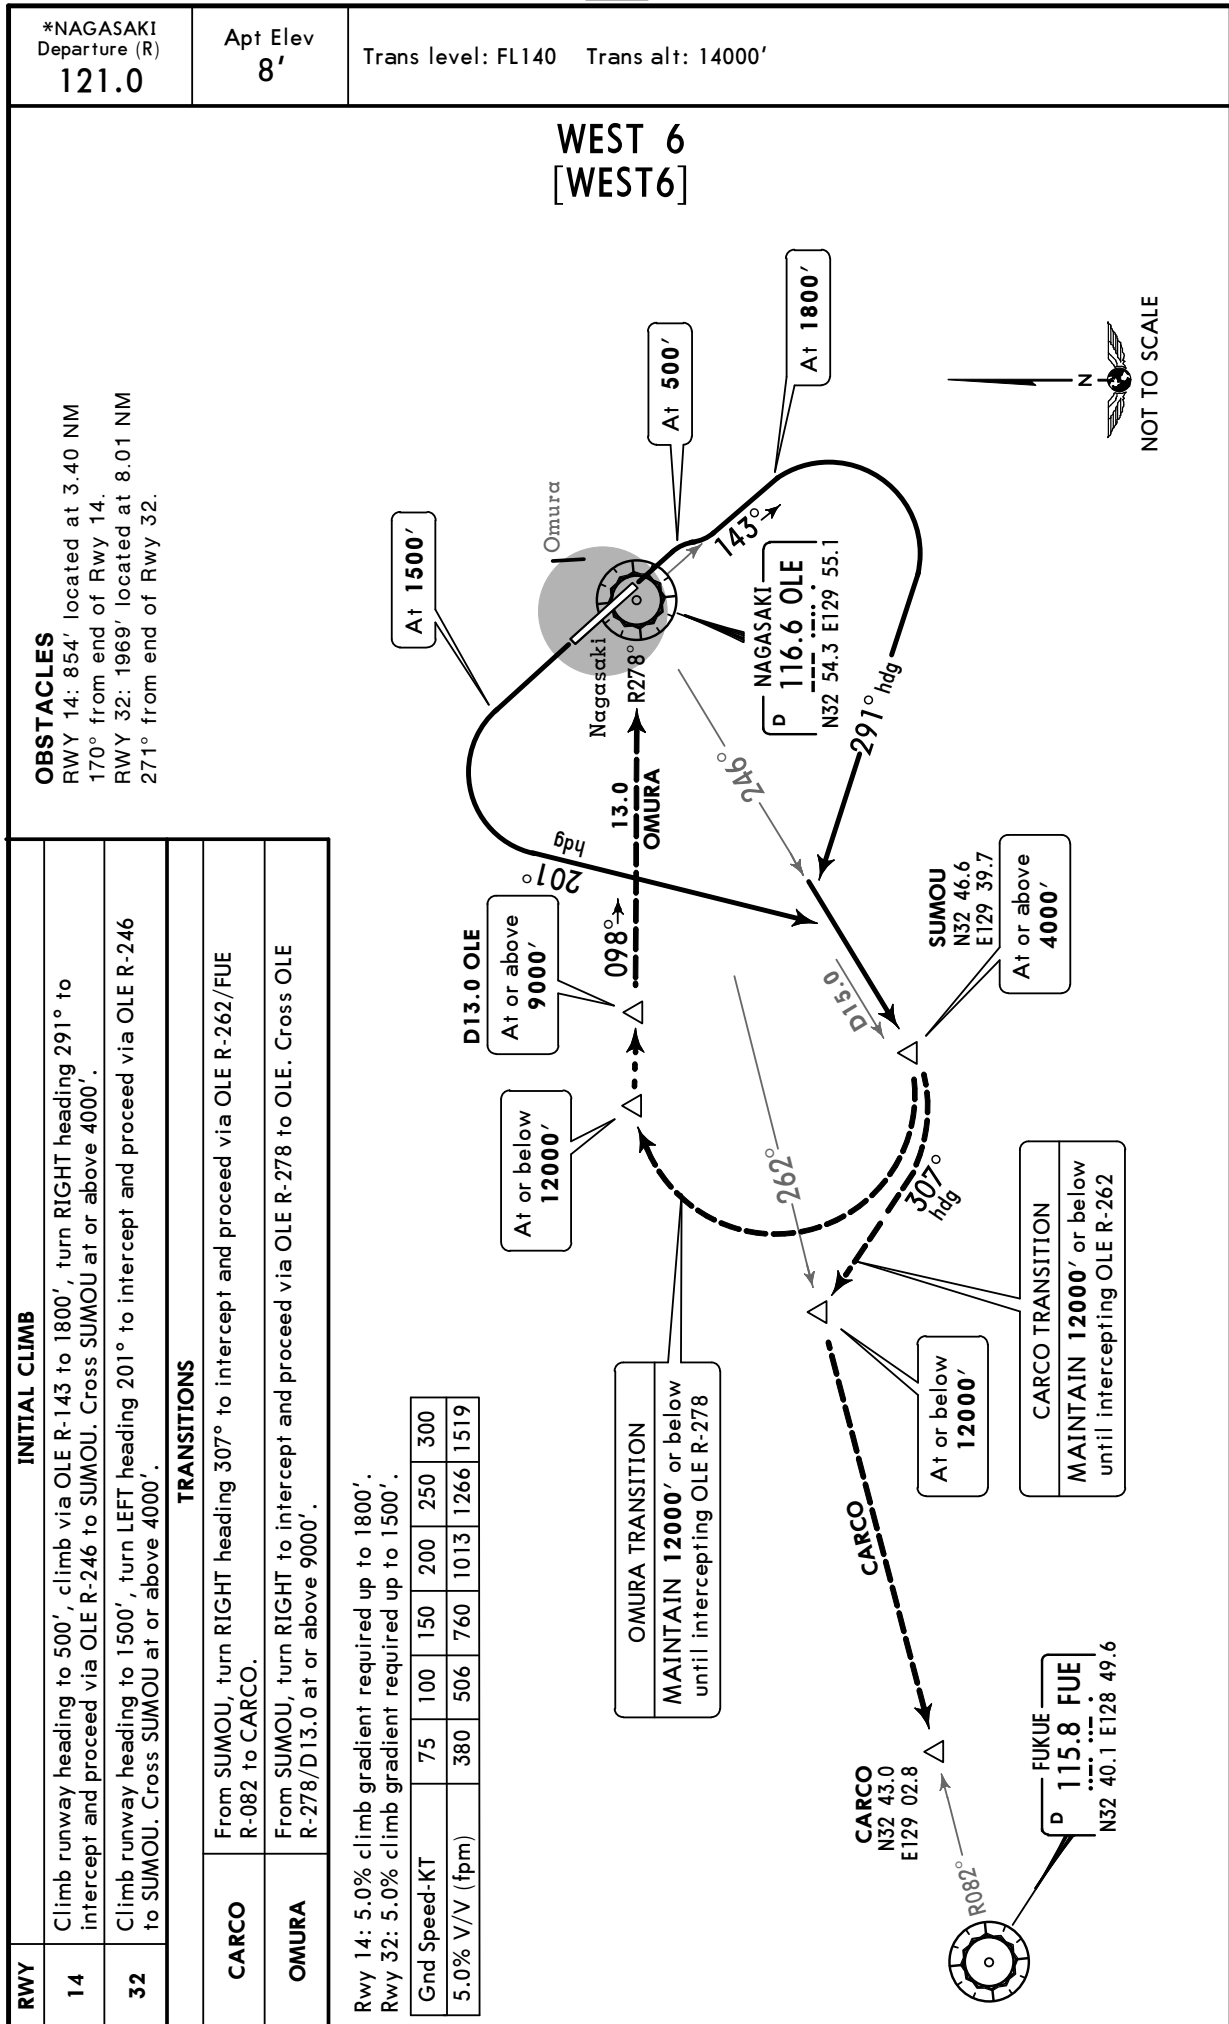 *NAGASAKI
Departure (R)
121.0
Apt Elev
8'
Trans level: FL140 Trans alt: 14000'
WEST 6
[WEST6]
OBSTACLES
RWY 14: 854' located at 3.40 NM
170° from end of Rwy 14.
RWY 32: 1969' located at 8.01 NM
271° from end of Rwy 32.
RWY
INITIAL CLIMB
14
Climb runway heading to 500', climb via OLE R-143 to 1800', turn RIGHT heading 291° to
intercept and proceed via OLE R-246 to SUMOU. Cross SUMOU at or above 4000'.
32
Climb runway heading to 1500', turn LEFT heading 201° to intercept and proceed via OLE R-246
to SUMOU. Cross SUMOU at or above 4000'.
TRANSITIONS
CARCO
From SUMOU, turn RIGHT heading 307° to intercept and proceed via OLE R-262/FUE
R-082 to CARCO.
OMURA
From SUMOU, turn RIGHT to intercept and proceed via OLE R-278 to OLE. Cross OLE
R-278/D13.0 at or above 9000'.
Rwy 14: 5.0% climb gradient required up to 1800'.
Rwy 32: 5.0% climb gradient required up to 1500'.
Gnd Speed-KT 75 100 150 200 250 300
5.0% V/V (fpm) 380 506 760 1013 1266 1519
At 1500'
Omura
At 500'
At 1800'
Nagasaki
R278°
143°
D NAGASAKI
116.6 OLE
N32 54.3 E129 55.1
291° hdg
246°
201°
hdg
13.0
OMURA
098°
D13.0 OLE
At or above
9000'
At or below
12000'
D15.0
SUMOU
N32 46.6
E129 39.7
At or above
4000'
262°
307°
hdg
OMURA TRANSITION
MAINTAIN 12000' or below
until intercepting OLE R-278
CARCO TRANSITION
MAINTAIN 12000' or below
until intercepting OLE R-262
At or below
12000'
CARCO
CARCO
N32 43.0
E129 02.8
R082°
D FUKUE
115.8 FUE
N32 40.1 E128 49.6
N
NOT TO SCALE